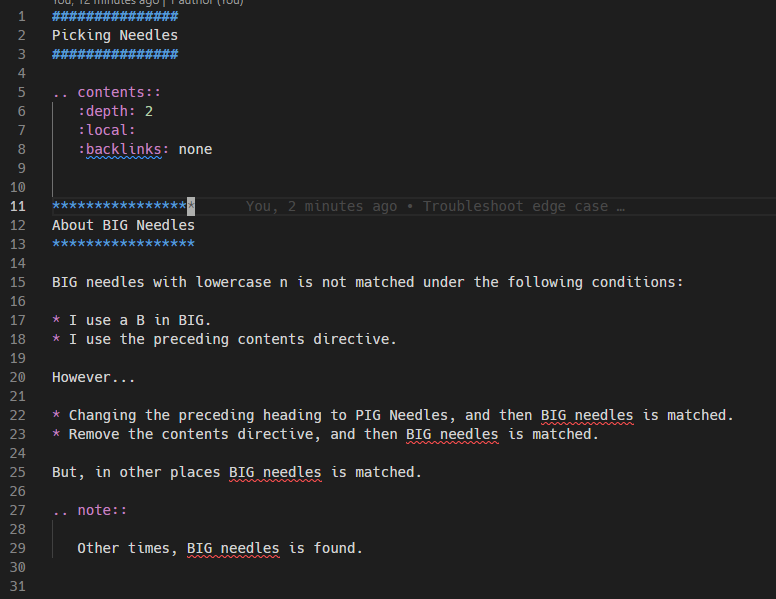 You, 12 minutes ago | 1 author (You)
1 ###############
2 Picking Needles
3 ###############
4
5 .. contents::
6 :depth: 2
7 :local:
8 :backlinks: none
9
10
11 ***************** You, 2 minutes ago • Troubleshoot edge case …
12 About BIG Needles
13 *****************
14
15 BIG needles with lowercase n is not matched under the following conditions:
16
17 * I use a B in BIG.
18 * I use the preceding contents directive.
19
20 However...
21
22 * Changing the preceding heading to PIG Needles, and then BIG needles is matched.
23 * Remove the contents directive, and then BIG needles is matched.
24
25 But, in other places BIG needles is matched.
26
27 .. note::
28
29 Other times, BIG needles is found.
30
31